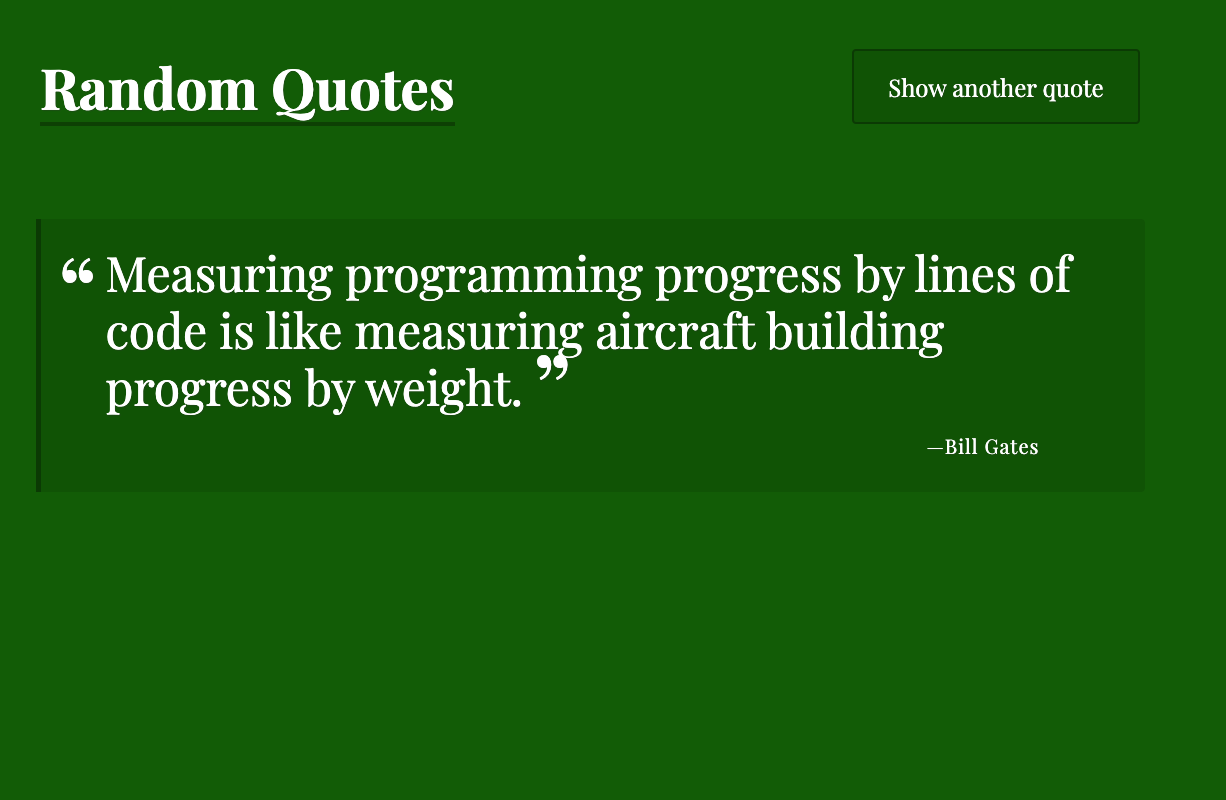 Random Quotes
Show another quote
“ Measuring programming progress by lines of
code is like measuring aircraft building
progress by weight. ”
—Bill Gates